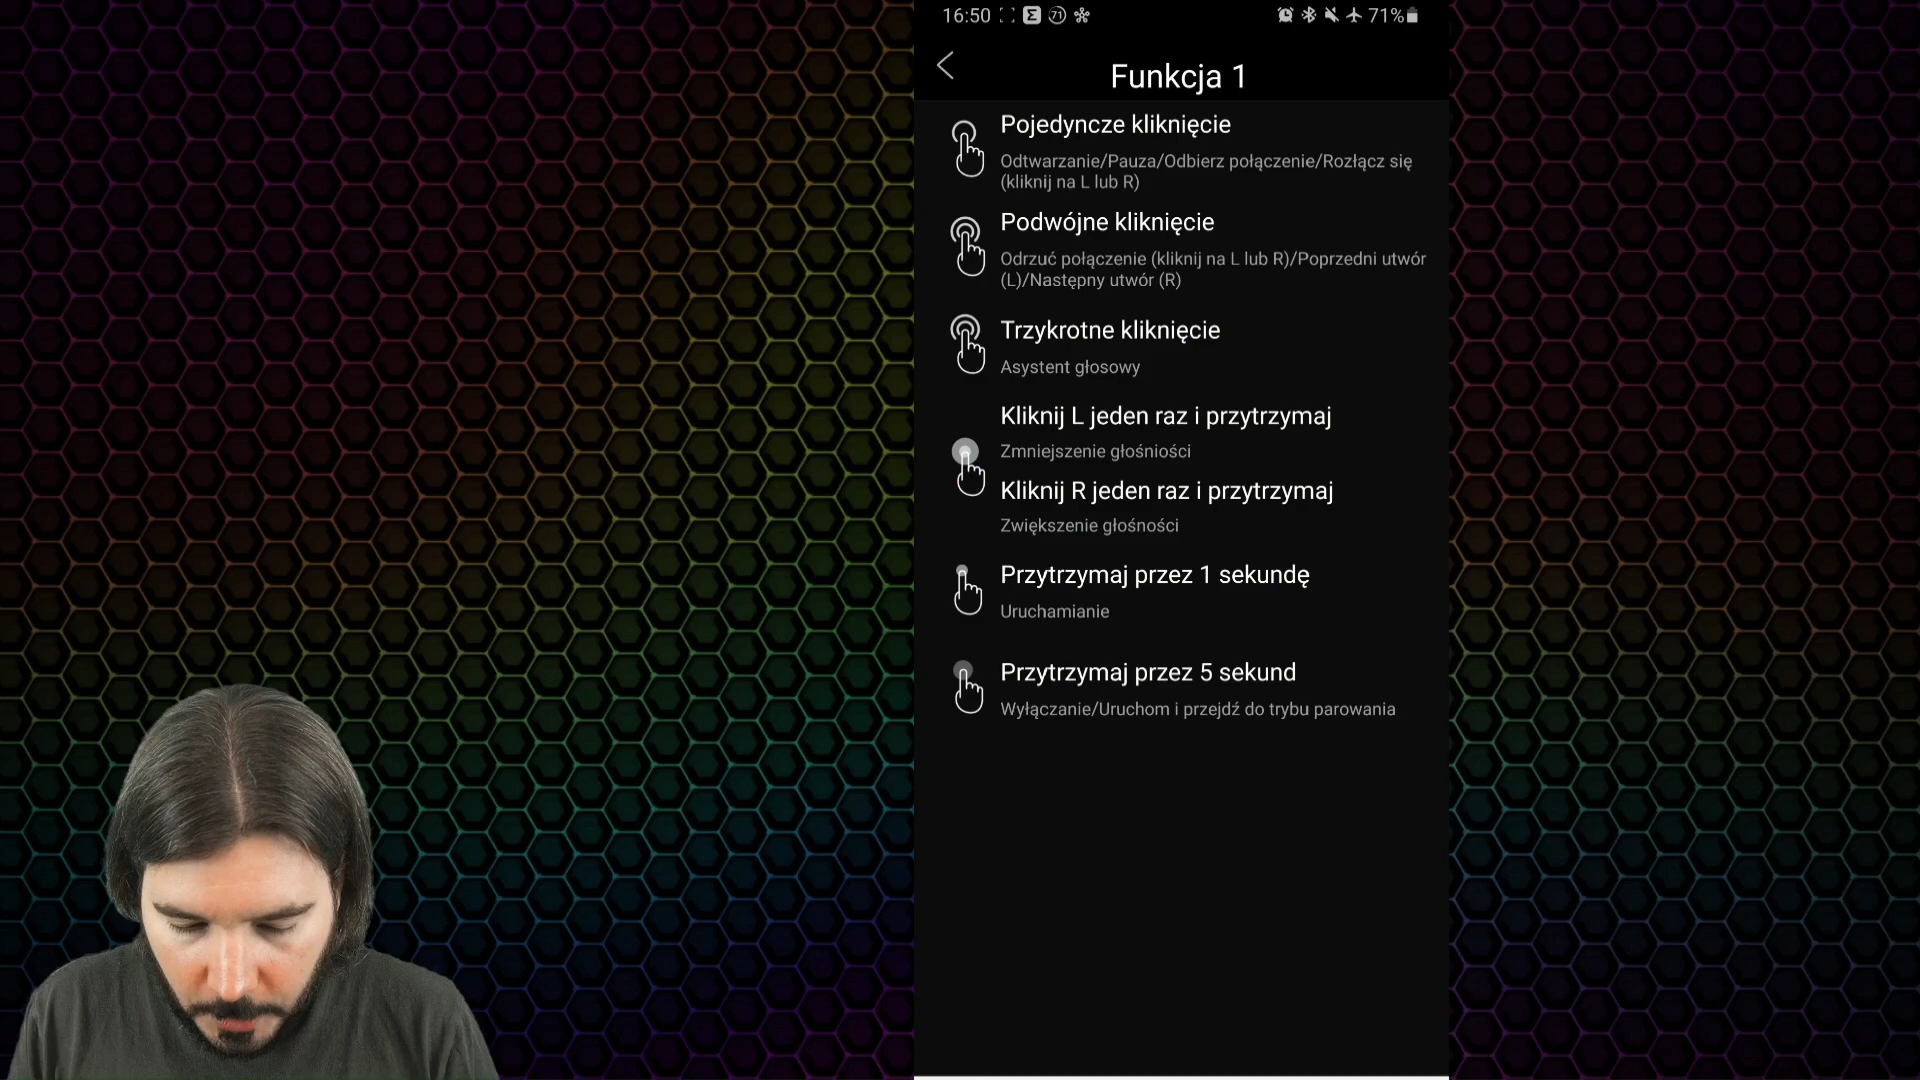 16:50
71
71%
Funkcja 1
Pojedyncze kliknięcie
Odtwarzanie/Pauza/Odbierz połączenie/Rozłącz się
(kliknij na L lub R)
Podwójne kliknięcie
Odrzuć połączenie (kliknij na L lub R)/Poprzedni utwór
(L)/Następny utwór (R)
Trzykrotne kliknięcie
Asystent głosowy
Kliknij L jeden raz i przytrzymaj
Zmniejszenie głośniości
Kliknij R jeden raz i przytrzymaj
Zwiększenie głośności
Przytrzymaj przez 1 sekundę
Uruchamianie
Przytrzymaj przez 5 sekund
Wyłączanie/Uruchom i przejdź do trybu parowania